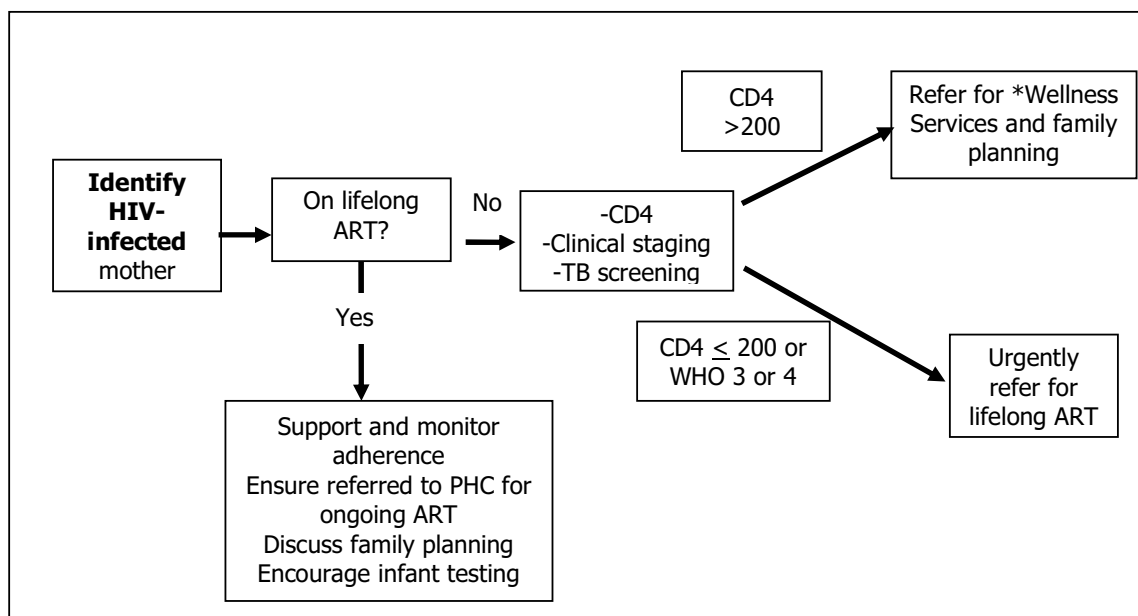 Identify
HIV-
infected
mother
On lifelong
ART?
No
Yes
-CD4
-Clinical staging
-TB screening
CD4
>200
Refer for *Wellness
Services and family
planning
CD4 < 200 or
WHO 3 or 4
Urgently
refer for
lifelong ART
Support and monitor
adherence
Ensure referred to PHC for
ongoing ART
Discuss family planning
Encourage infant testing